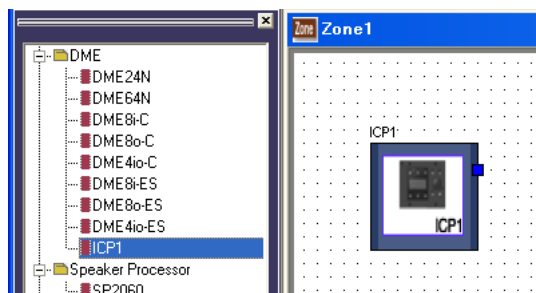 DME
DME24N
DME64N
DME8i-C
DME8o-C
DME4io-C
DME8i-ES
DME8o-ES
DME4io-ES
ICP1
Speaker Processor
SP2060
Zone Zone1
ICP1
ICP1